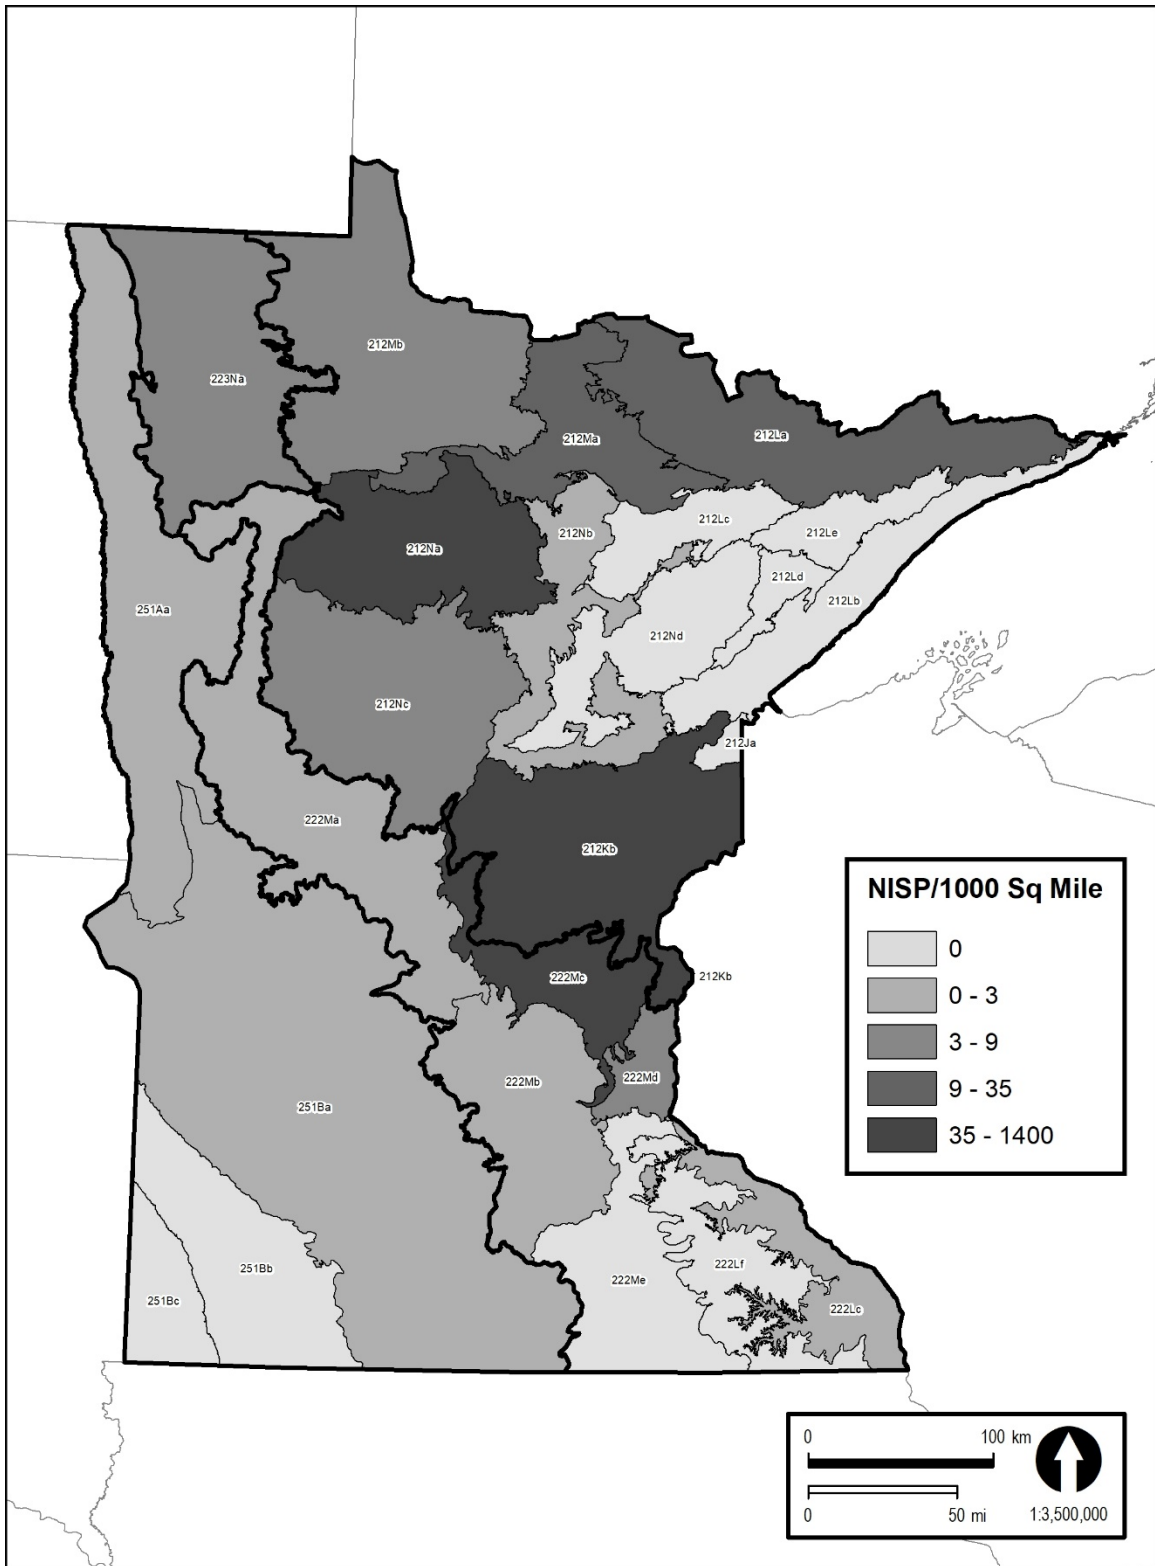 212Mb
223Na
212La
212Ma
212Lc
212Nb
212Le
212Na
212Ld
212Lb
251Aa
212Nd
212Nc
212Ja
222Ma
212Kb
NISP/1000 Sq Mile
0
0 - 3
3 - 9
9 - 35
35 - 1400
222Mc
212Kb
222Mb
222Md
251Ba
251Bb
222Lf
222Me
251Bc
222Lc
0
100 km
0
50 mi
1:3,500,000